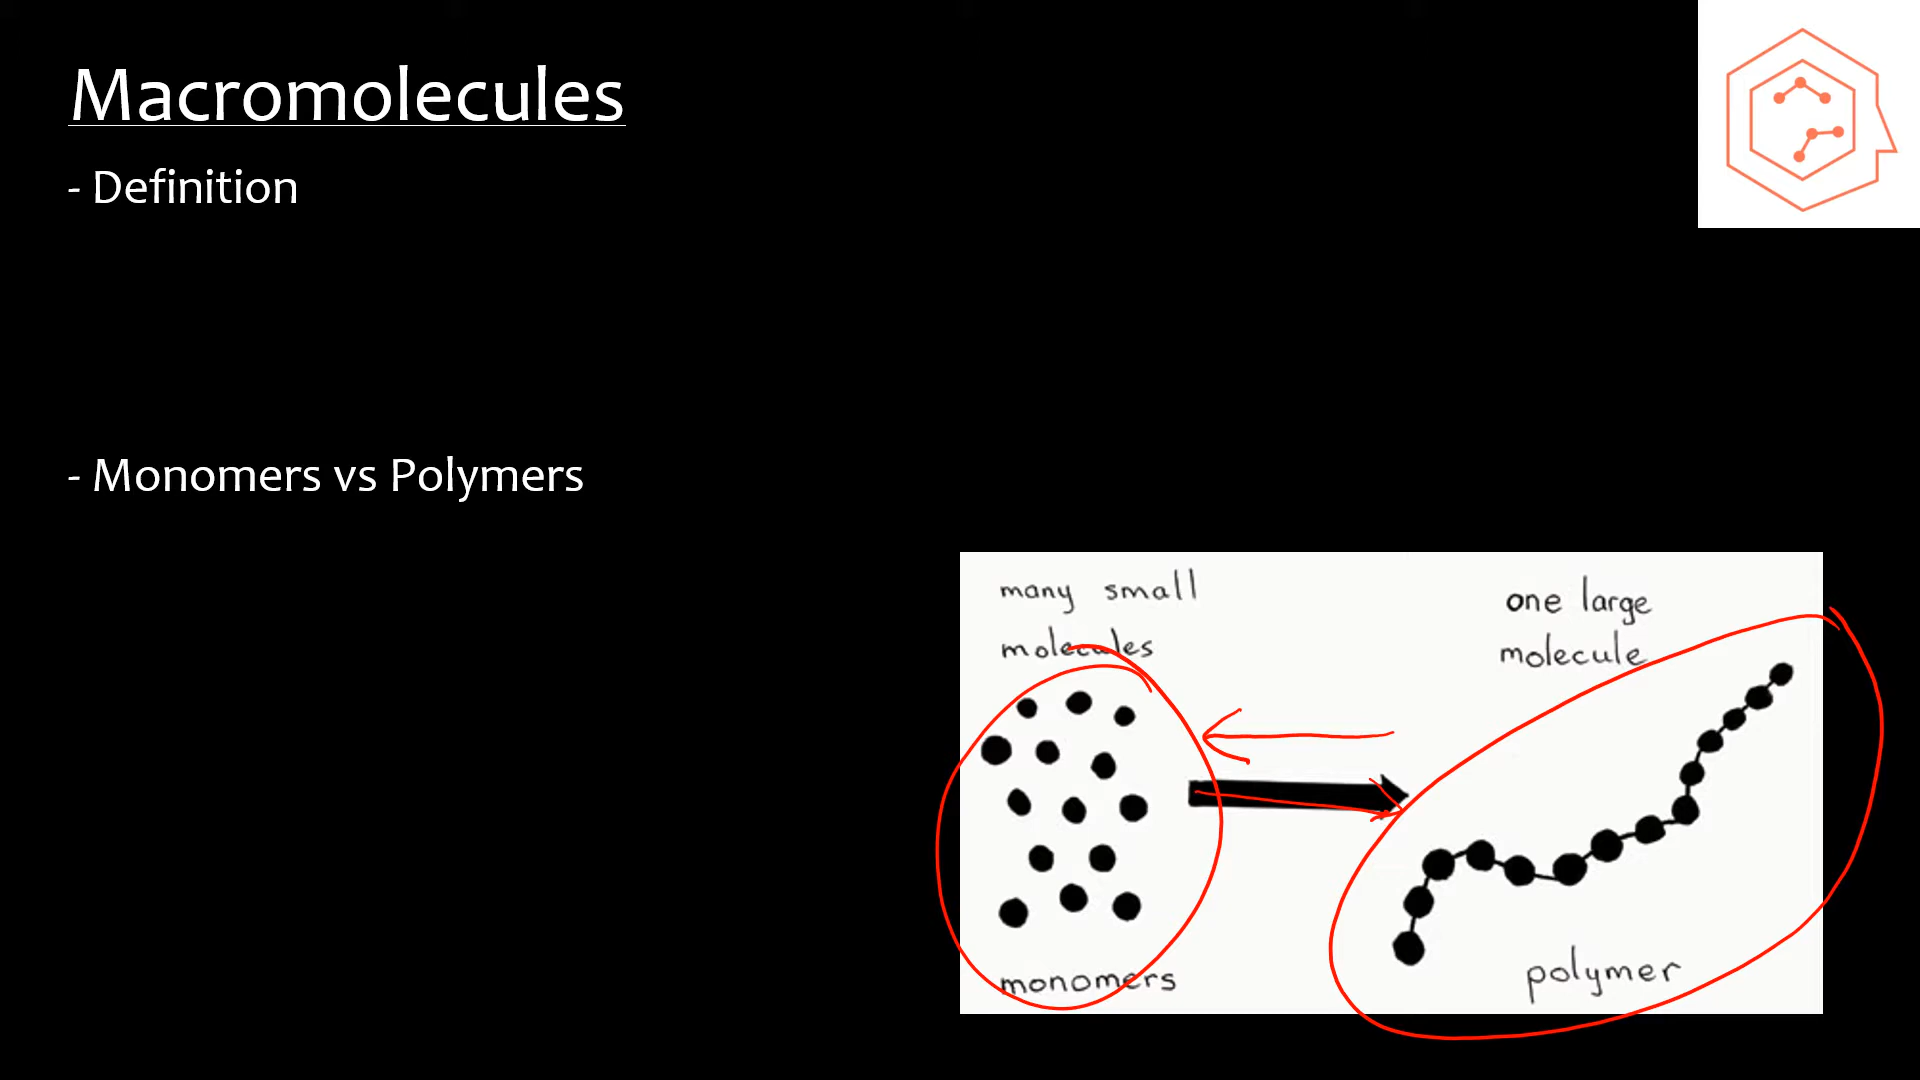 Macromolecules
- Definition
- Monomers vs Polymers
many small
molecules
one large
molecule
monomers
polymer